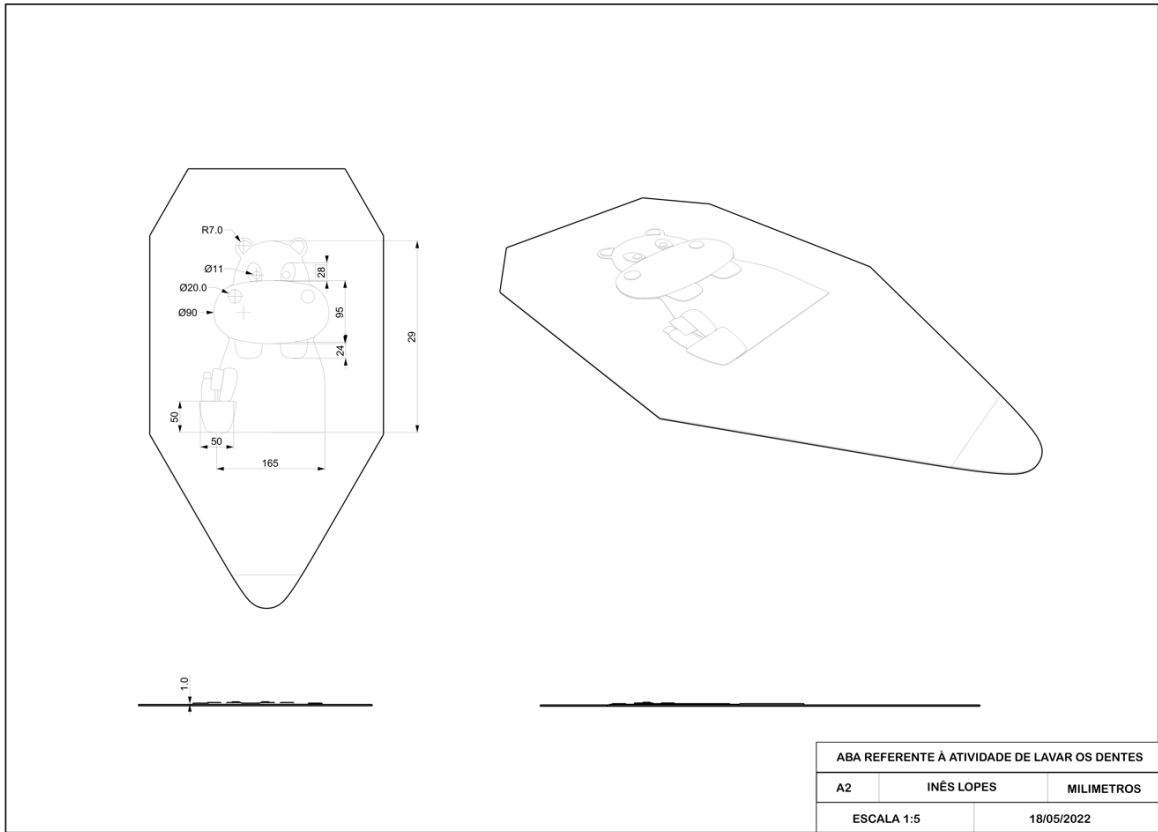 R7.0
Ø11
28
Ø20.0
Ø90
95
29
24
50
50
165
1.0
ABA REFERENTE À ATIVIDADE DE LAVAR OS DENTES
A2 INÊS LOPES MILIMETROS
ESCALA 1:5 18/05/2022